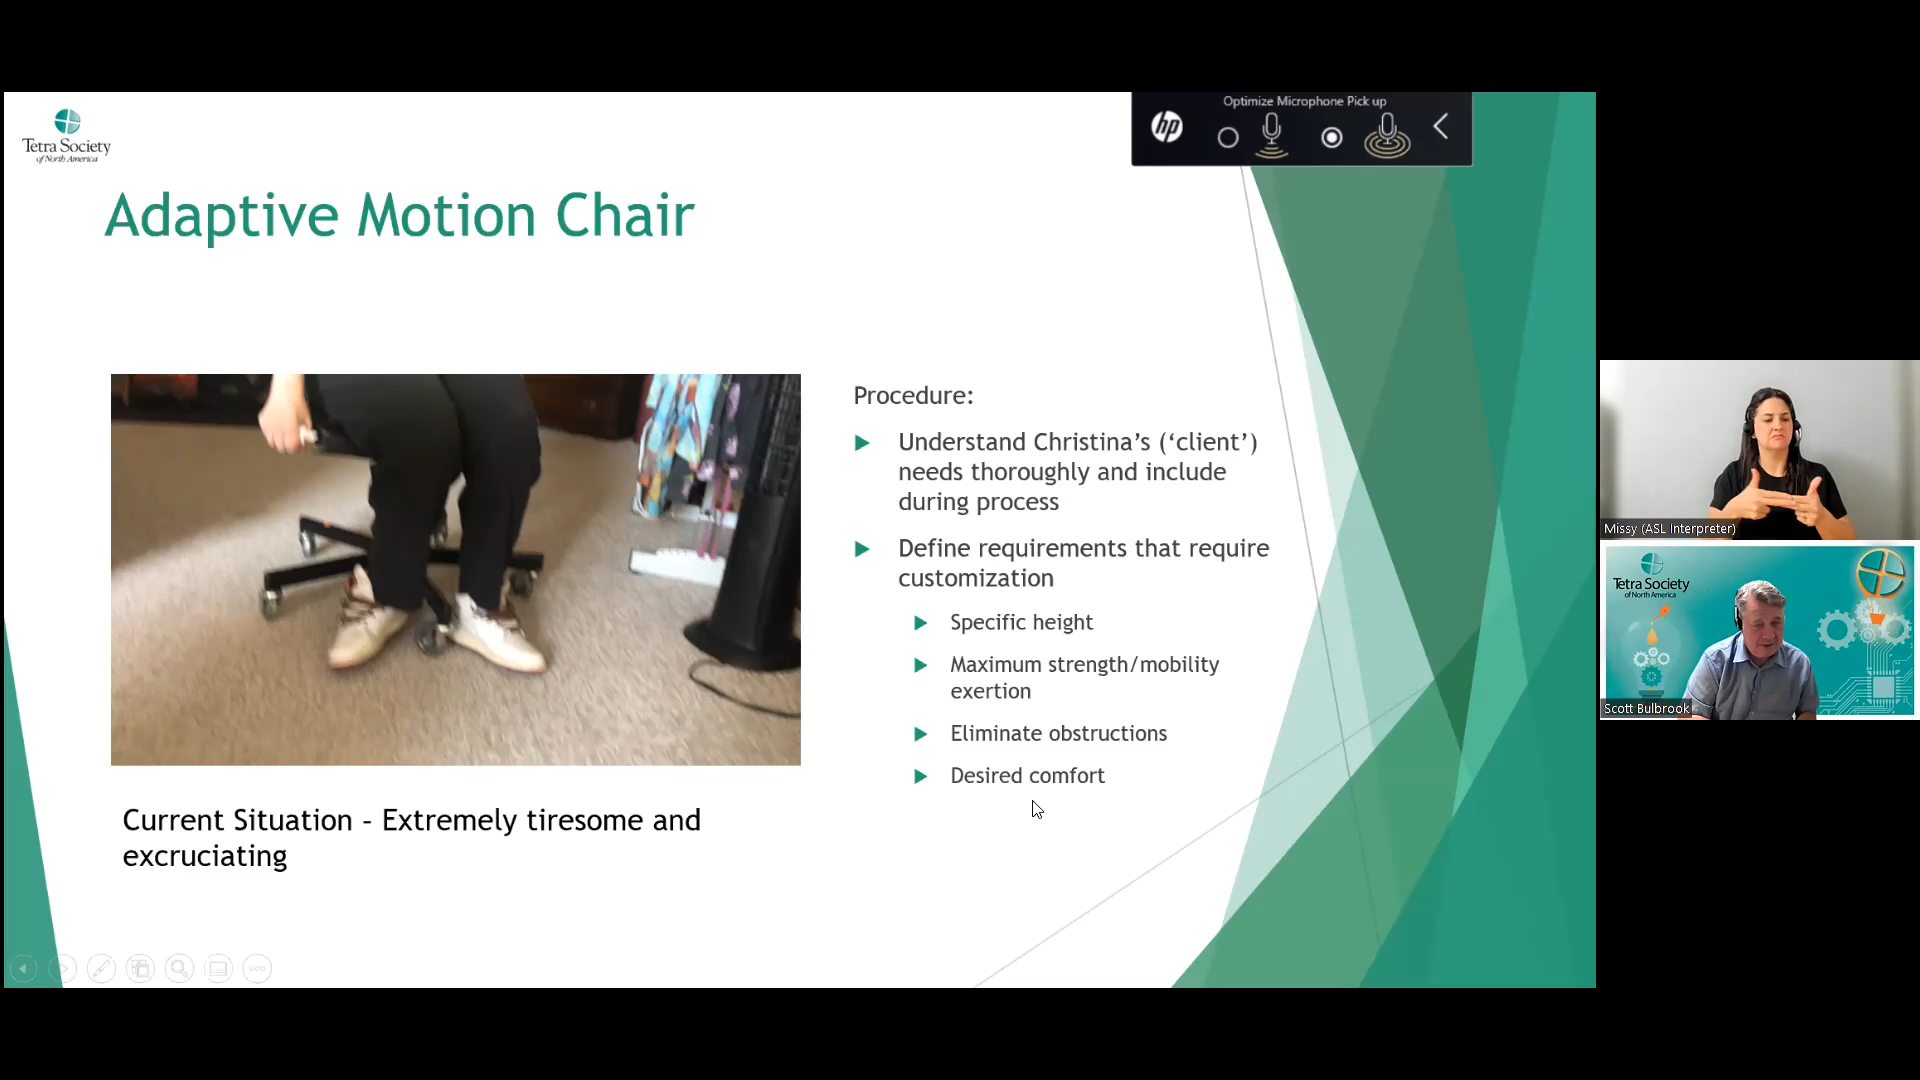 Optimize Microphone Pick up
hp
Tetra Society
of North America
Adaptive Motion Chair
Procedure:
Understand Christina’s (‘client’)
needs thoroughly and include
during process
Define requirements that require
customization
Specific height
Maximum strength/mobility
exertion
Eliminate obstructions
Desired comfort
Current Situation – Extremely tiresome and
excruciating
Missy (ASL Interpreter)
Tetra Society
of North America
Scott Bulbrook